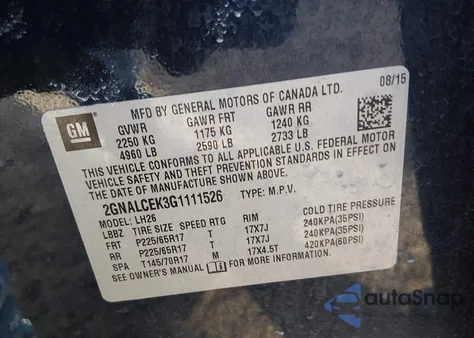 MFD BY GENERAL MOTORS OF CANADA LTD. 08/15
GM
GVWR GAWR FRT GAWR RR
2250 KG 1175 KG 1240 KG
4960 LB 2590 LB 2733 LB
THIS VEHICLE CONFORMS TO ALL APPLICABLE U.S. FEDERAL MOTOR
VEHICLE SAFETY AND THEFT PREVENTION STANDARDS IN EFFECT ON THE
DATE OF MANUFACTURE SHOWN ABOVE.
2GNALCEK3G1111526 TYPE: M.P.V.
MODEL: LH26
LBBZ TIRE SIZE SPEED RTG RIM COLD TIRE PRESSURE
FRT P225/65R17 T 17X7J 240KPA(35PSI)
RR P225/65R17 T 17X7J 240KPA(35PSI)
SPA T145/70R17 M 17X4.5T 420KPA(60PSI)
SEE OWNER'S MANUAL FOR MORE INFORMATION
autoSnap